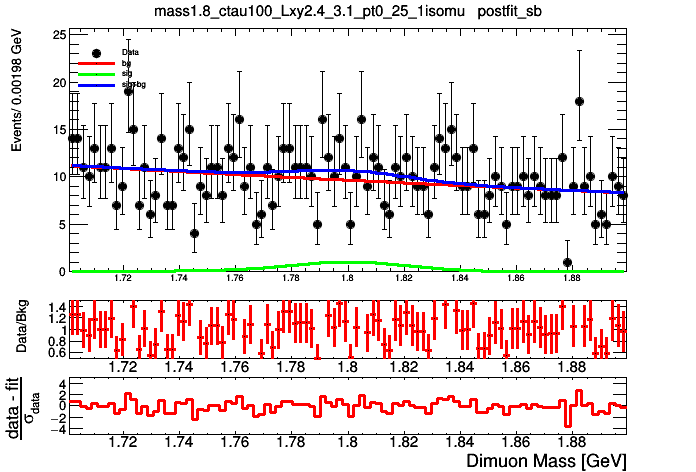 mass1.8_ctau100_Lxy2.4_3.1_pt0_25_1isomu postfit_sb
Events/ 0.00198 GeV
25
20
15
10
5
0
Data
bg
sig
sig+bg
1.72 1.74 1.76 1.78 1.8 1.82 1.84 1.86 1.88
Data/Bkg
1.4
1.2
1
0.8
0.6
1.72 1.74 1.76 1.78 1.8 1.82 1.84 1.86 1.88
data - fit
σdata
4
2
0
−2
−4
1.72 1.74 1.76 1.78 1.8 1.82 1.84 1.86 1.88
Dimuon Mass [GeV]